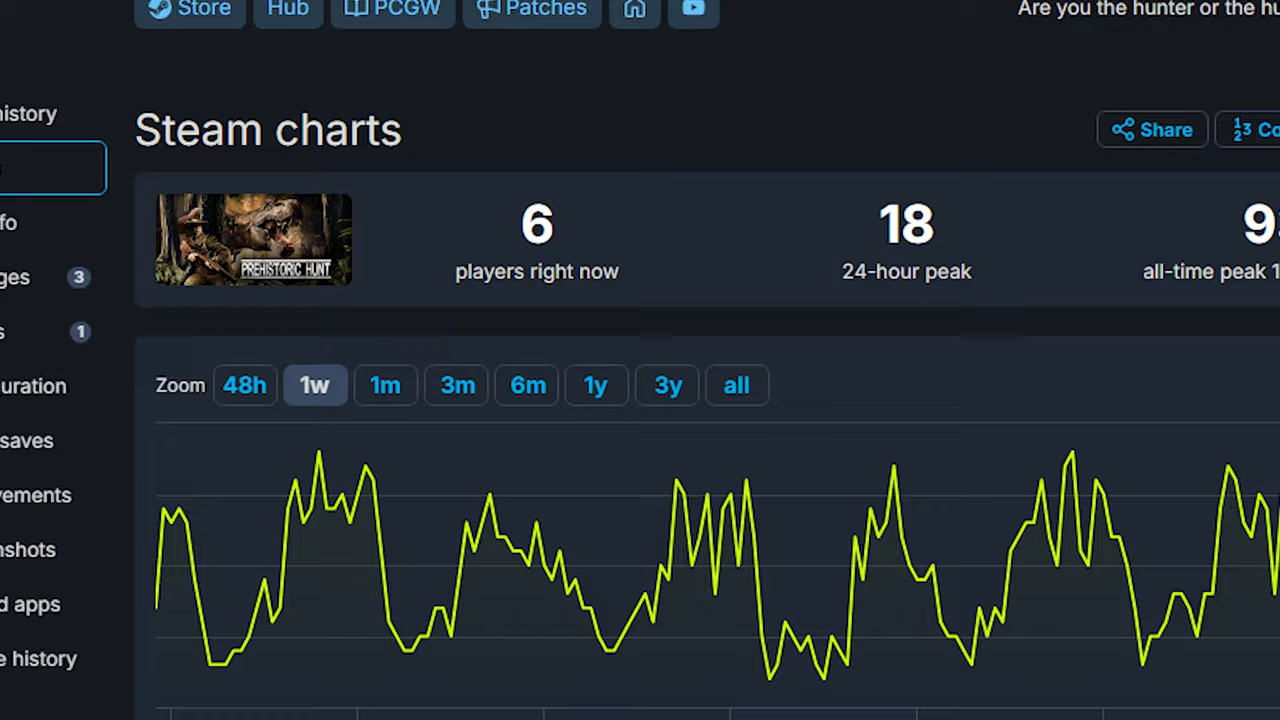 Store Hub PCGW Patches
Are you the hunter or the hu
history
Steam charts
Share
6
18
9
PREHISTORIC HUNT
players right now
24-hour peak
all-time peak 1
fo
ges 3
s 1
Zoom 48h 1w 1m 3m 6m 1y 3y all
uration
saves
vements
nshots
d apps
e history